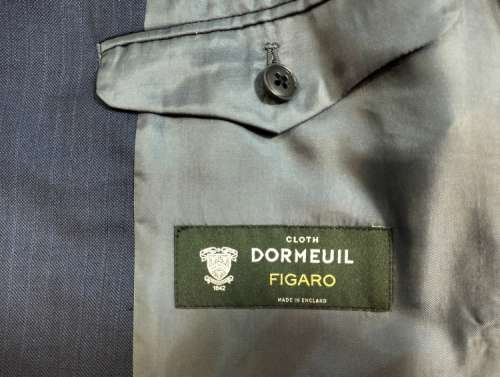 CLOTH
DORMEUIL
FIGARO
1842
MADE IN ENGLAND